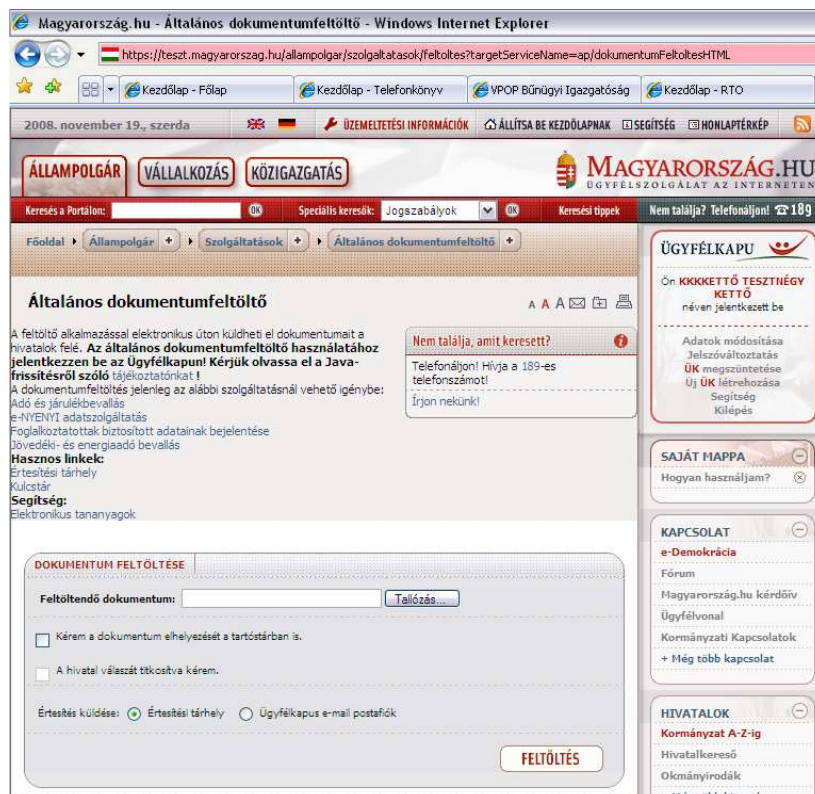 Magyarország.hu - Általános dokumentumfeltöltő - Windows Internet Explorer
https://teszt.magyarorszag.hu/allampolgar/szolgaltatasok/feltoltes?targetServiceName=ap/dokumentumFeltoltesHTML
Kezdőlap - Főlap
Kezdőlap - Telefonkönyv
VPOP Bűnügyi Igazgatóság
Kezdőlap - RTO
2008. november 19., szerda
ÜZEMELTETÉSI INFORMÁCIÓK
ÁLLÍTSA BE KEZDŐLAPNAK
SEGÍTSÉG
HONLAPTÉRKÉP
ÁLLAMPOLGÁR
VÁLLALKOZÁS
KÖZIGAZGATÁS
MAGYARORSZÁG.HU
ÜGYFÉLSZOLGÁLAT AZ INTERNETEN
Keresés a Portálon:
OK
Speciális keresők:
Jogszabályok
OK
Keresési tippek
Nem találja? Telefonáljon! ☎189
Főoldal
Állampolgár +
Szolgáltatások +
Általános dokumentumfeltöltő +
Általános dokumentumfeltöltő
A A A
A feltöltő alkalmazással elektronikus úton küldheti el dokumentumait a
hivatalok felé. Az általános dokumentumfeltöltő használatához
jelentkezzen be az Ügyfélkapun! Kérjük olvassa el a Java-
frissítésről szóló tájékoztatónkat !
A dokumentumfeltöltés jelenleg az alábbi szolgáltatásnál vehető igénybe:
Adó és járulékbevallás
e-NYENYI adatszolgáltatás
Foglalkoztatottak biztosított adatainak bejelentése
Jövedéki- és energiaadó bevallás
Hasznos linkek:
Értesítési tárhely
Kulcstár
Segítség:
Elektronikus tananyagok
Nem találja, amit keresett?
Telefonáljon! Hívja a 189-es
telefonszámot!
Írjon nekünk!
DOKUMENTUM FELTÖLTÉSE
Feltöltendő dokumentum:
Tallózás...
Kérem a dokumentum elhelyezését a tartóstárban is.
A hivatal válaszát titkosítva kérem.
Értesítés küldése:
Értesítési tárhely
Ügyfélkapus e-mail postafiók
FELTÖLTÉS
ÜGYFÉLKAPU
Ön KKKKETTŐ TESZTNÉGY
KETTŐ
néven jelentkezett be
Adatok módosítása
Jelszóváltoztatás
ÜK megszüntetése
Új ÜK létrehozása
Segítség
Kilépés
SAJÁT MAPPA
Hogyan használjam?
KAPCSOLAT
e-Demokrácia
Fórum
Magyarország.hu kérdőív
Ügyfélvonal
Kormányzati Kapcsolatok
+ Még több kapcsolat
HIVATALOK
Kormányzat A-Z-ig
Hivatalkereső
Okmányirodák